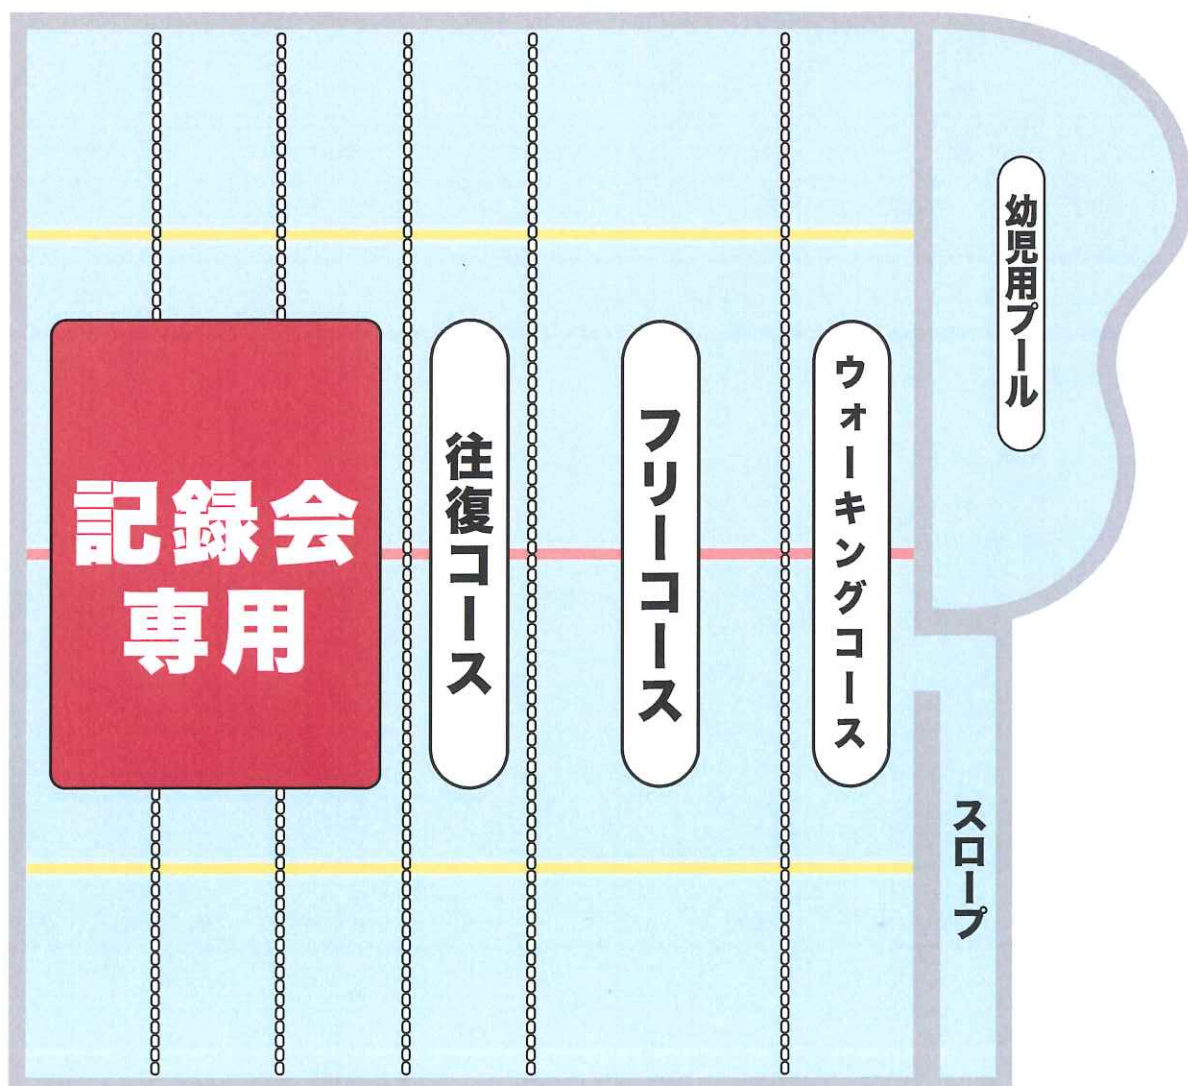 記録会
専用
往復コース
フリーコース
ウォーキングコース
幼児用プール
スロープ